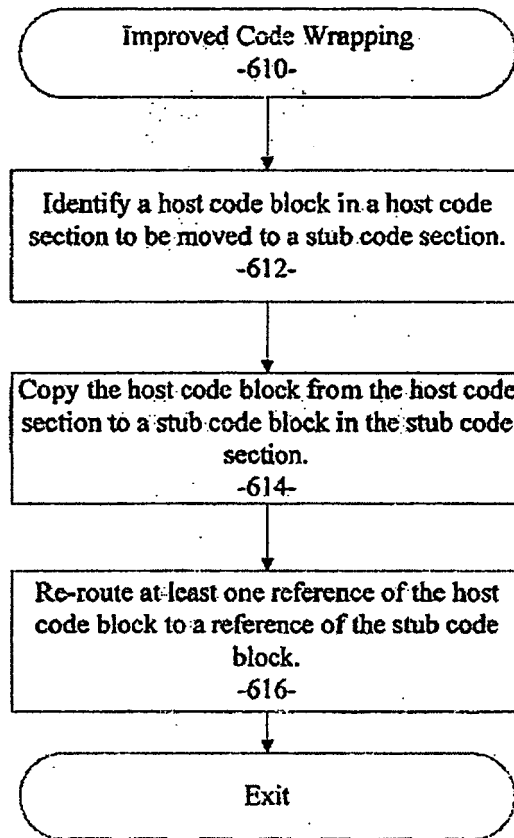 Improved Code Wrapping
-610-
Identify a host code block in a host code
section to be moved to a stub code section.
-612-
Copy the host code block from the host code
section to a stub code block in the stub code
section.
-614-
Re-route at least one reference of the host
code block to a reference of the stub code
block.
-616-
Exit